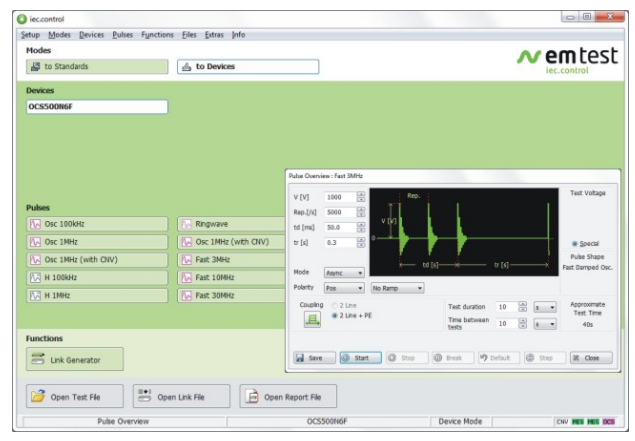 iec.control
Setup Modes Devices Pulses Functions Files Extras Info
Modes
to Standards
to Devices
emtest
iec.control
Devices
OCS500N6F
Pulses
Osc 100kHz
Ringwave
Osc 1MHz
Osc 1MHz (with CNV)
Osc 1MHz (with CNV)
Fast 3MHz
H 100kHz
Fast 10MHz
H 1MHz
Fast 30MHz
Pulse Overview : Fast 3MHz
V [V] 1000
Rep.[/s] 5000
td [ms] 50.0
tr [s] 0.3
Mode Async
Polarity Pos No Ramp
Rep.
V [V]
0
td [s]
tr [s]
Test Voltage
Special
Pulse Shape
Fast Damped Osc.
Coupling
2 Line
2 Line + PE
Test duration 10 s
Time between tests 10 s
Approximate
Test Time
40s
Save Start Stop Break Default Step Close
Functions
Link Generator
Open Test File Open Link File Open Report File
Pulse Overview OCS500N6F Device Mode CNV OCS